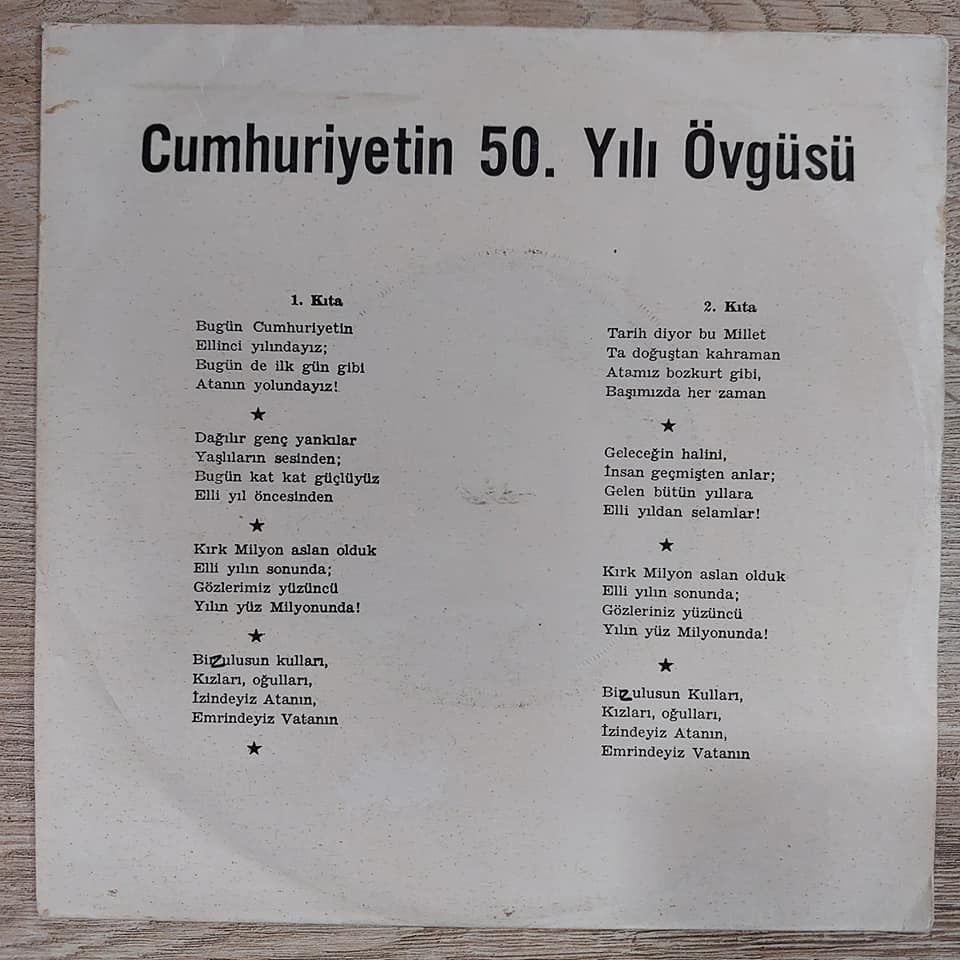 Cumhuriyetin 50. Yılı Övgüsü
1. Kıta
Bugün Cumhuriyetin
Ellinci yılındayız;
Bugün de ilk gün gibi
Atanın yolundayız!
★
Dağılır genç yankılar
Yaşlıların sesinden;
Bugün kat kat güçlüyüz
Elli yıl öncesinden
★
Kırk Milyon aslan olduk
Elli yılın sonunda;
Gözlerimiz yüzüncü
Yılın yüz Milyonunda!
★
Biz ulusun kulları,
Kızları, oğulları,
İzindeyiz Atanın,
Emrindeyiz Vatanın
★
2. Kıta
Tarih diyor bu Millet
Ta doğuştan kahraman
Atamız bozkurt gibi,
Başımızda her zaman
★
Geleceğin halini,
İnsan geçmişten anlar;
Gelen bütün yıllara
Elli yıldan selamlar!
★
Kırk Milyon aslan olduk
Elli yılın sonunda;
Gözleriniz yüzüncü
Yılın yüz Milyonunda!
★
Biz ulusun Kulları,
Kızları, oğulları,
İzindeyiz Atanın,
Emrindeyiz Vatanın